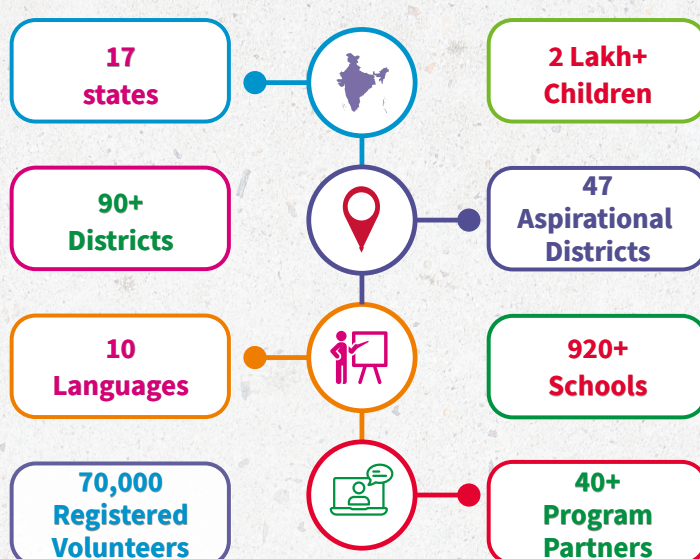 17
states
2 Lakh+
Children
90+
Districts
47
Aspirational
Districts
10
Languages
920+
Schools
70,000
Registered
Volunteers
40+
Program
Partners